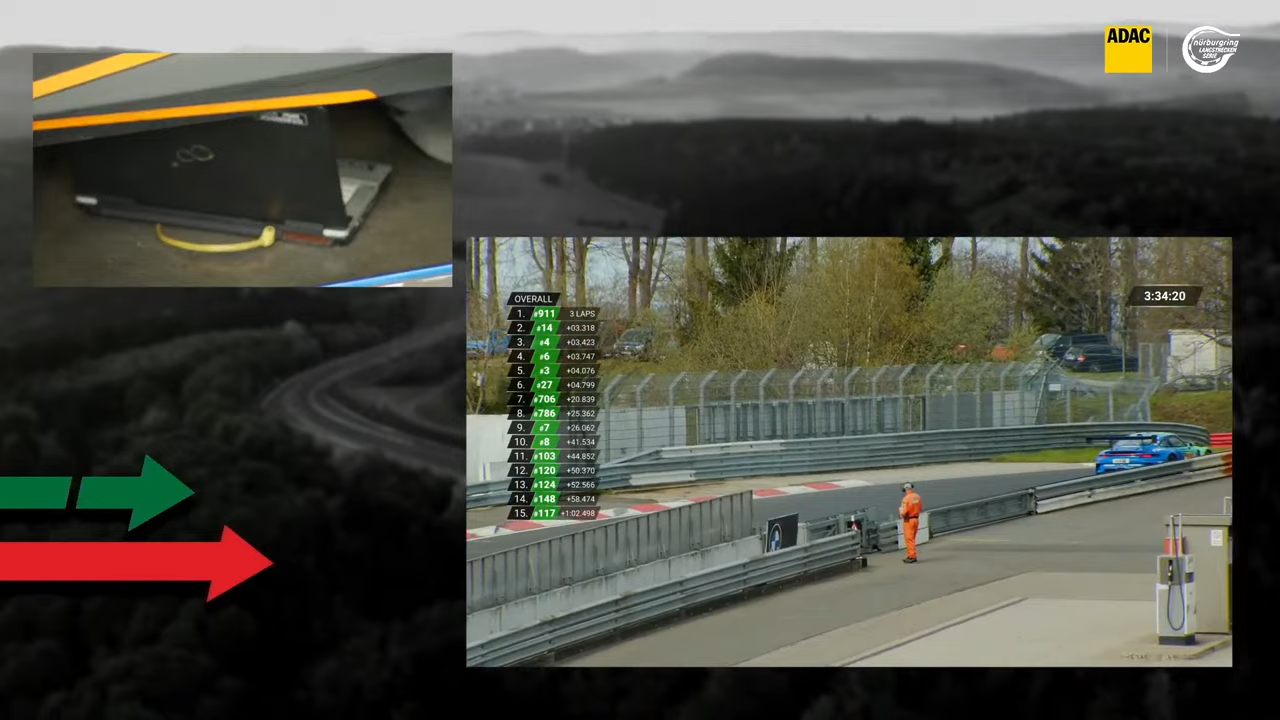 ADAC
nürburgring
LANGSTRECKEN
SERIE
3:34:20
OVERALL
1. #911 3 LAPS
2. #14 +03.318
3. #4 +03.423
4. #6 +03.747
5. #3 +04.076
6. #27 +04.799
7. #706 +20.839
8. #786 +25.362
9. #7 +26.062
10. #8 +41.534
11. #103 +44.852
12. #120 +50.370
13. #124 +52.566
14. #148 +58.474
15. #117 +1:02.498